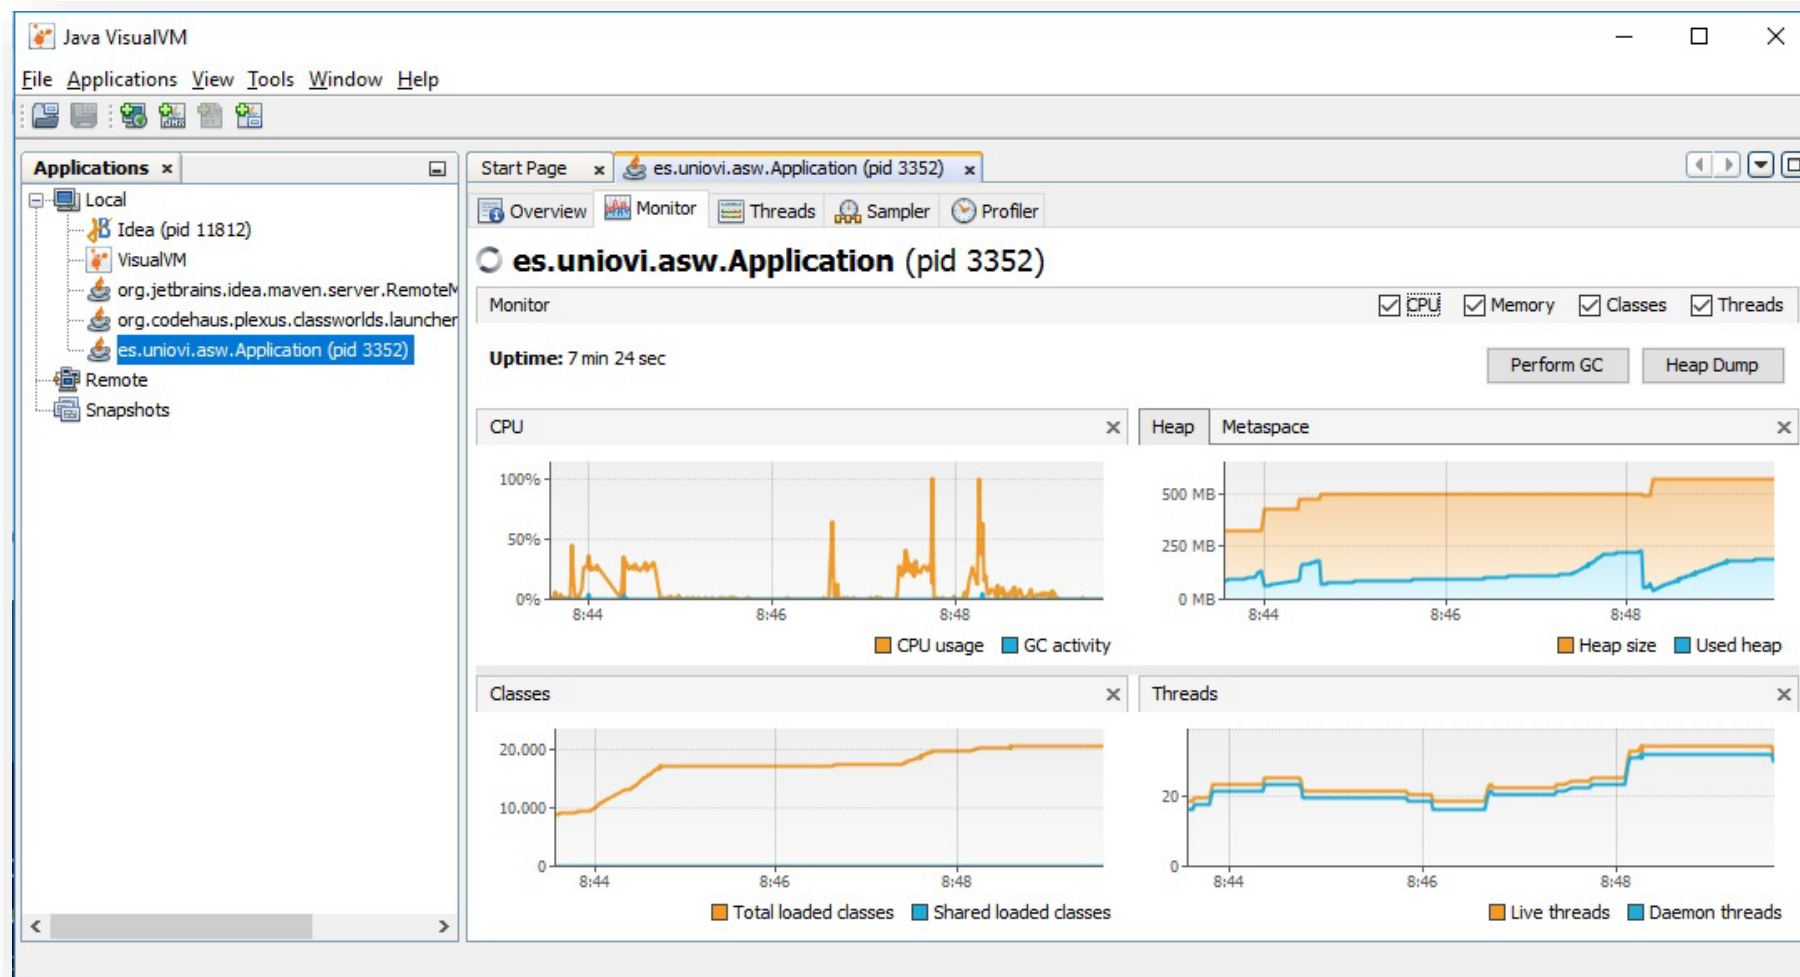 Java VisualVM
File Applications View Tools Window Help
Applications
Local
Idea (pid 11812)
VisualVM
org.jetbrains.idea.maven.server.RemoteM
org.codehaus.plexus.classworlds.launcher
es.uniovi.asw.Application (pid 3352)
Remote
Snapshots
Start Page es.uniovi.asw.Application (pid 3352)
Overview Monitor Threads Sampler Profiler
es.uniovi.asw.Application (pid 3352)
Monitor CPU Memory Classes Threads
Uptime: 7 min 24 sec Perform GC Heap Dump
CPU
100%
50%
0%
8:44 8:46 8:48
CPU usage GC activity
Heap Metaspace
500 MB
250 MB
0 MB
8:44 8:46 8:48
Heap size Used heap
Classes
20.000
10.000
0
8:44 8:46 8:48
Total loaded classes Shared loaded classes
Threads
20
0
8:44 8:46 8:48
Live threads Daemon threads